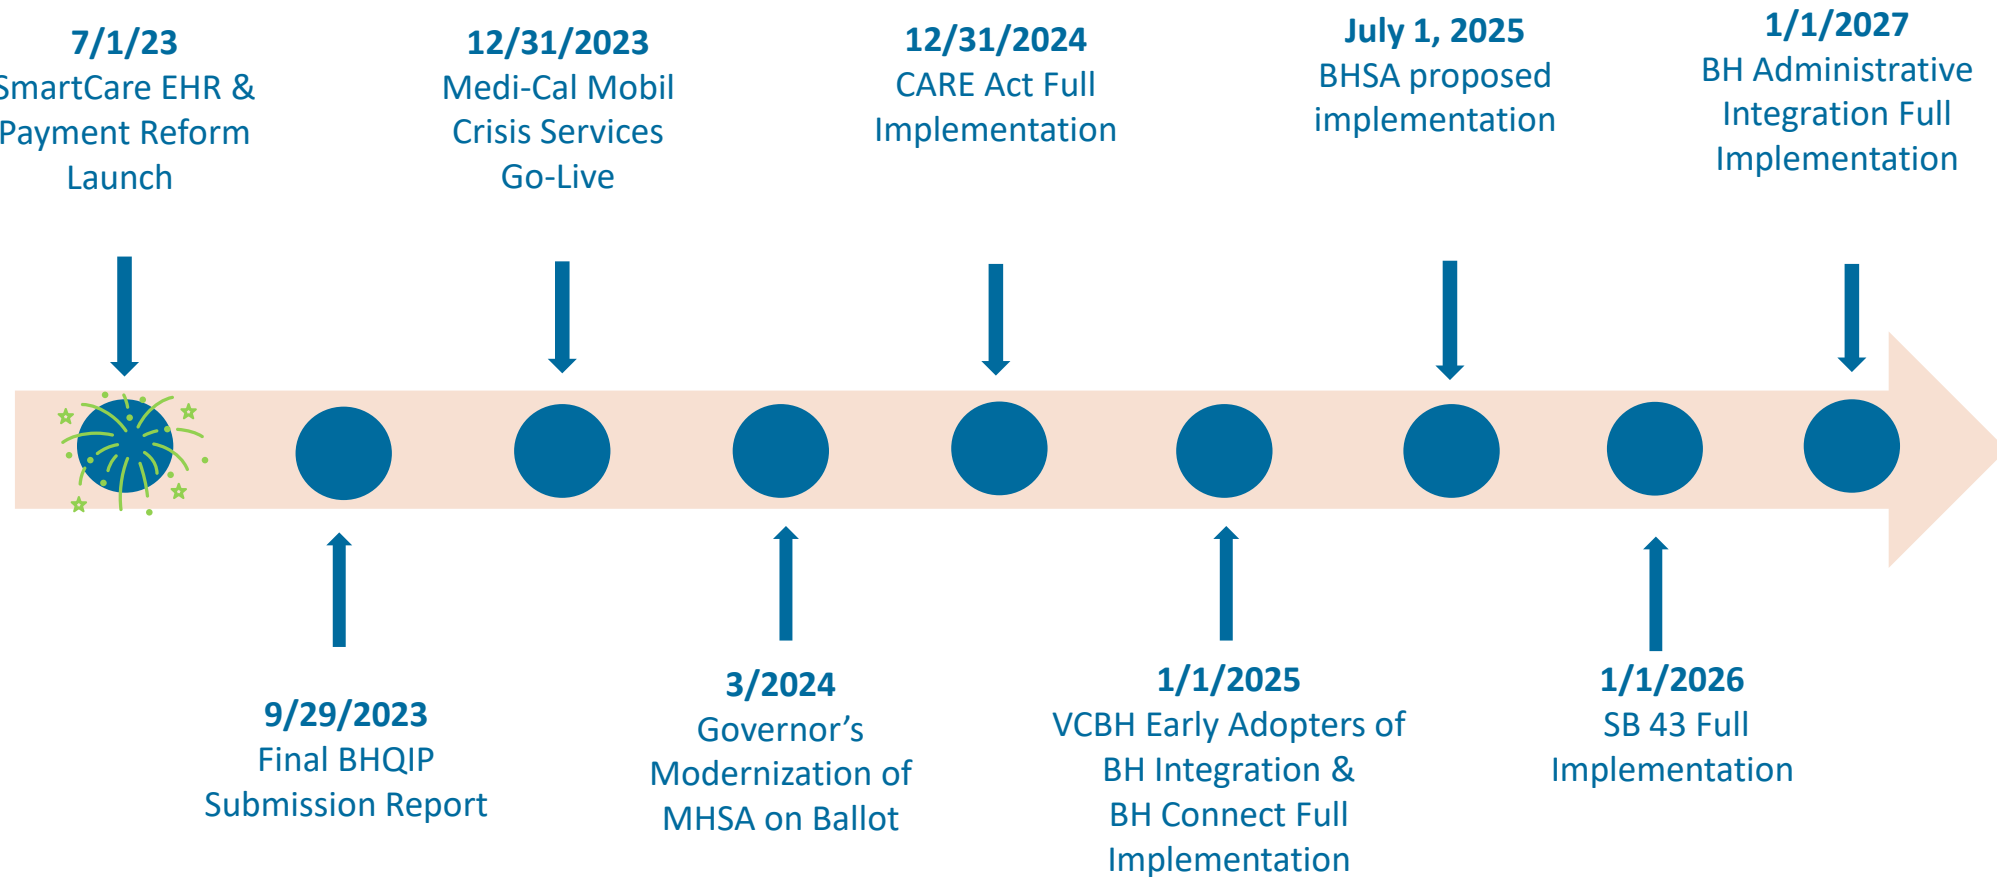 7/1/23
SmartCare EHR &
Payment Reform
Launch
12/31/2023
Medi-Cal Mobil
Crisis Services
Go-Live
12/31/2024
CARE Act Full
Implementation
July 1, 2025
BHSA proposed
implementation
1/1/2027
BH Administrative
Integration Full
Implementation
9/29/2023
Final BHQIP
Submission Report
3/2024
Governor’s
Modernization of
MHSA on Ballot
1/1/2025
VCBH Early Adopters of
BH Integration &
BH Connect Full
Implementation
1/1/2026
SB 43 Full
Implementation